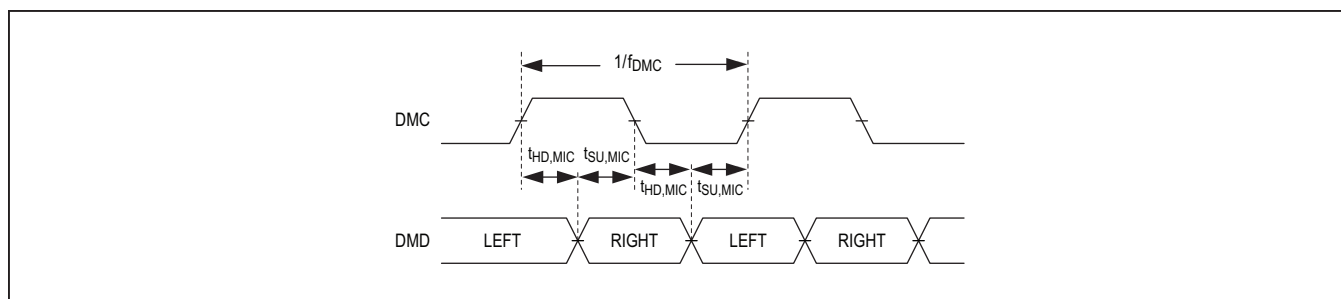 1/fDMC
DMC
tHD,MIC tSU,MIC
tHD,MIC tSU,MIC
DMD LEFT RIGHT LEFT RIGHT